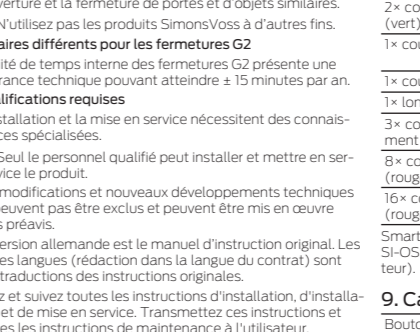 verture et la fermeture de portes et d'objets similaires.
N'utilisez pas les produits SimonsVoss à d'autres fins.
aires différents pour les fermetures G2
ité de temps interne des fermetures G2 présente une
rance technique pouvant atteindre ± 15 minutes par an.
alifications requises
stallation et la mise en service nécessitent des connais-
ces spécialisées.
Seul le personnel qualifié peut installer et mettre en ser-
vice le produit.
modifications et nouveaux développements techniques
peuvent pas être exclus et peuvent être mis en œuvre
s préavis.
ersion allemande est le manuel d'instruction original. Les
es langues (rédaction dans la langue du contrat) sont
traductions des instructions originales.
z et suivez toutes les instructions d'installation, d'installa-
et de mise en service. Transmettez ces instructions et
es les instructions de maintenance à l'utilisateur.
2× co
(vert)
1× cou
1× cou
1× lon
3× co
ment
8× co
(roug
16× co
(roug
Smart
SI-OS
teur).
9. Ca
Bouto